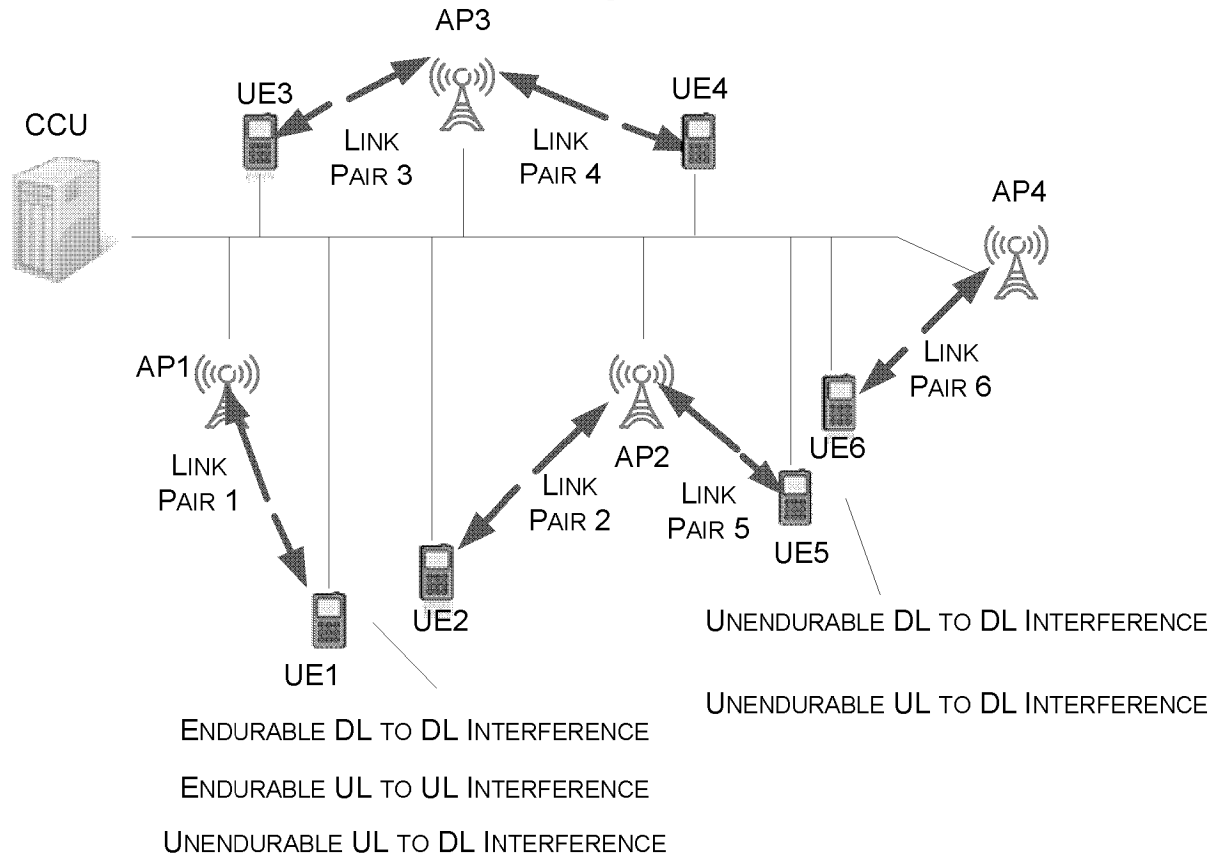 AP3
UE3
UE4
CCU
LINK
PAIR 3
LINK
PAIR 4
AP4
AP1
LINK
PAIR 6
LINK
PAIR 1
AP2
UE6
LINK
PAIR 2
LINK
PAIR 5
UE5
UE2
UE1
UNENDURABLE DL TO DL INTERFERENCE
UNENDURABLE UL TO DL INTERFERENCE
ENDURABLE DL TO DL INTERFERENCE
ENDURABLE UL TO UL INTERFERENCE
UNENDURABLE UL TO DL INTERFERENCE